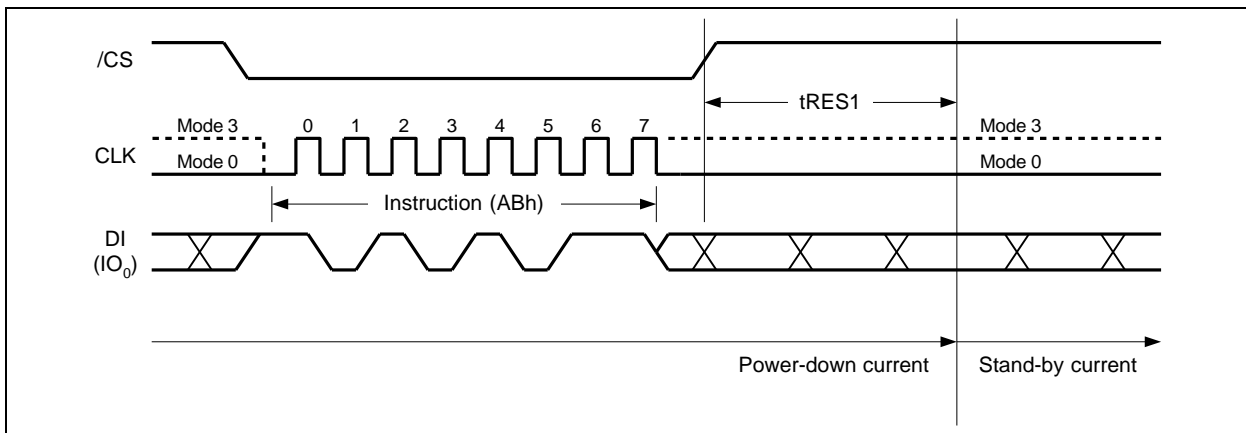 /CS
tRES1
Mode 3 0 1 2 3 4 5 6 7 Mode 3
CLK
Mode 0 Mode 0
Instruction (ABh)
DI
(IO0)
Power-down current Stand-by current